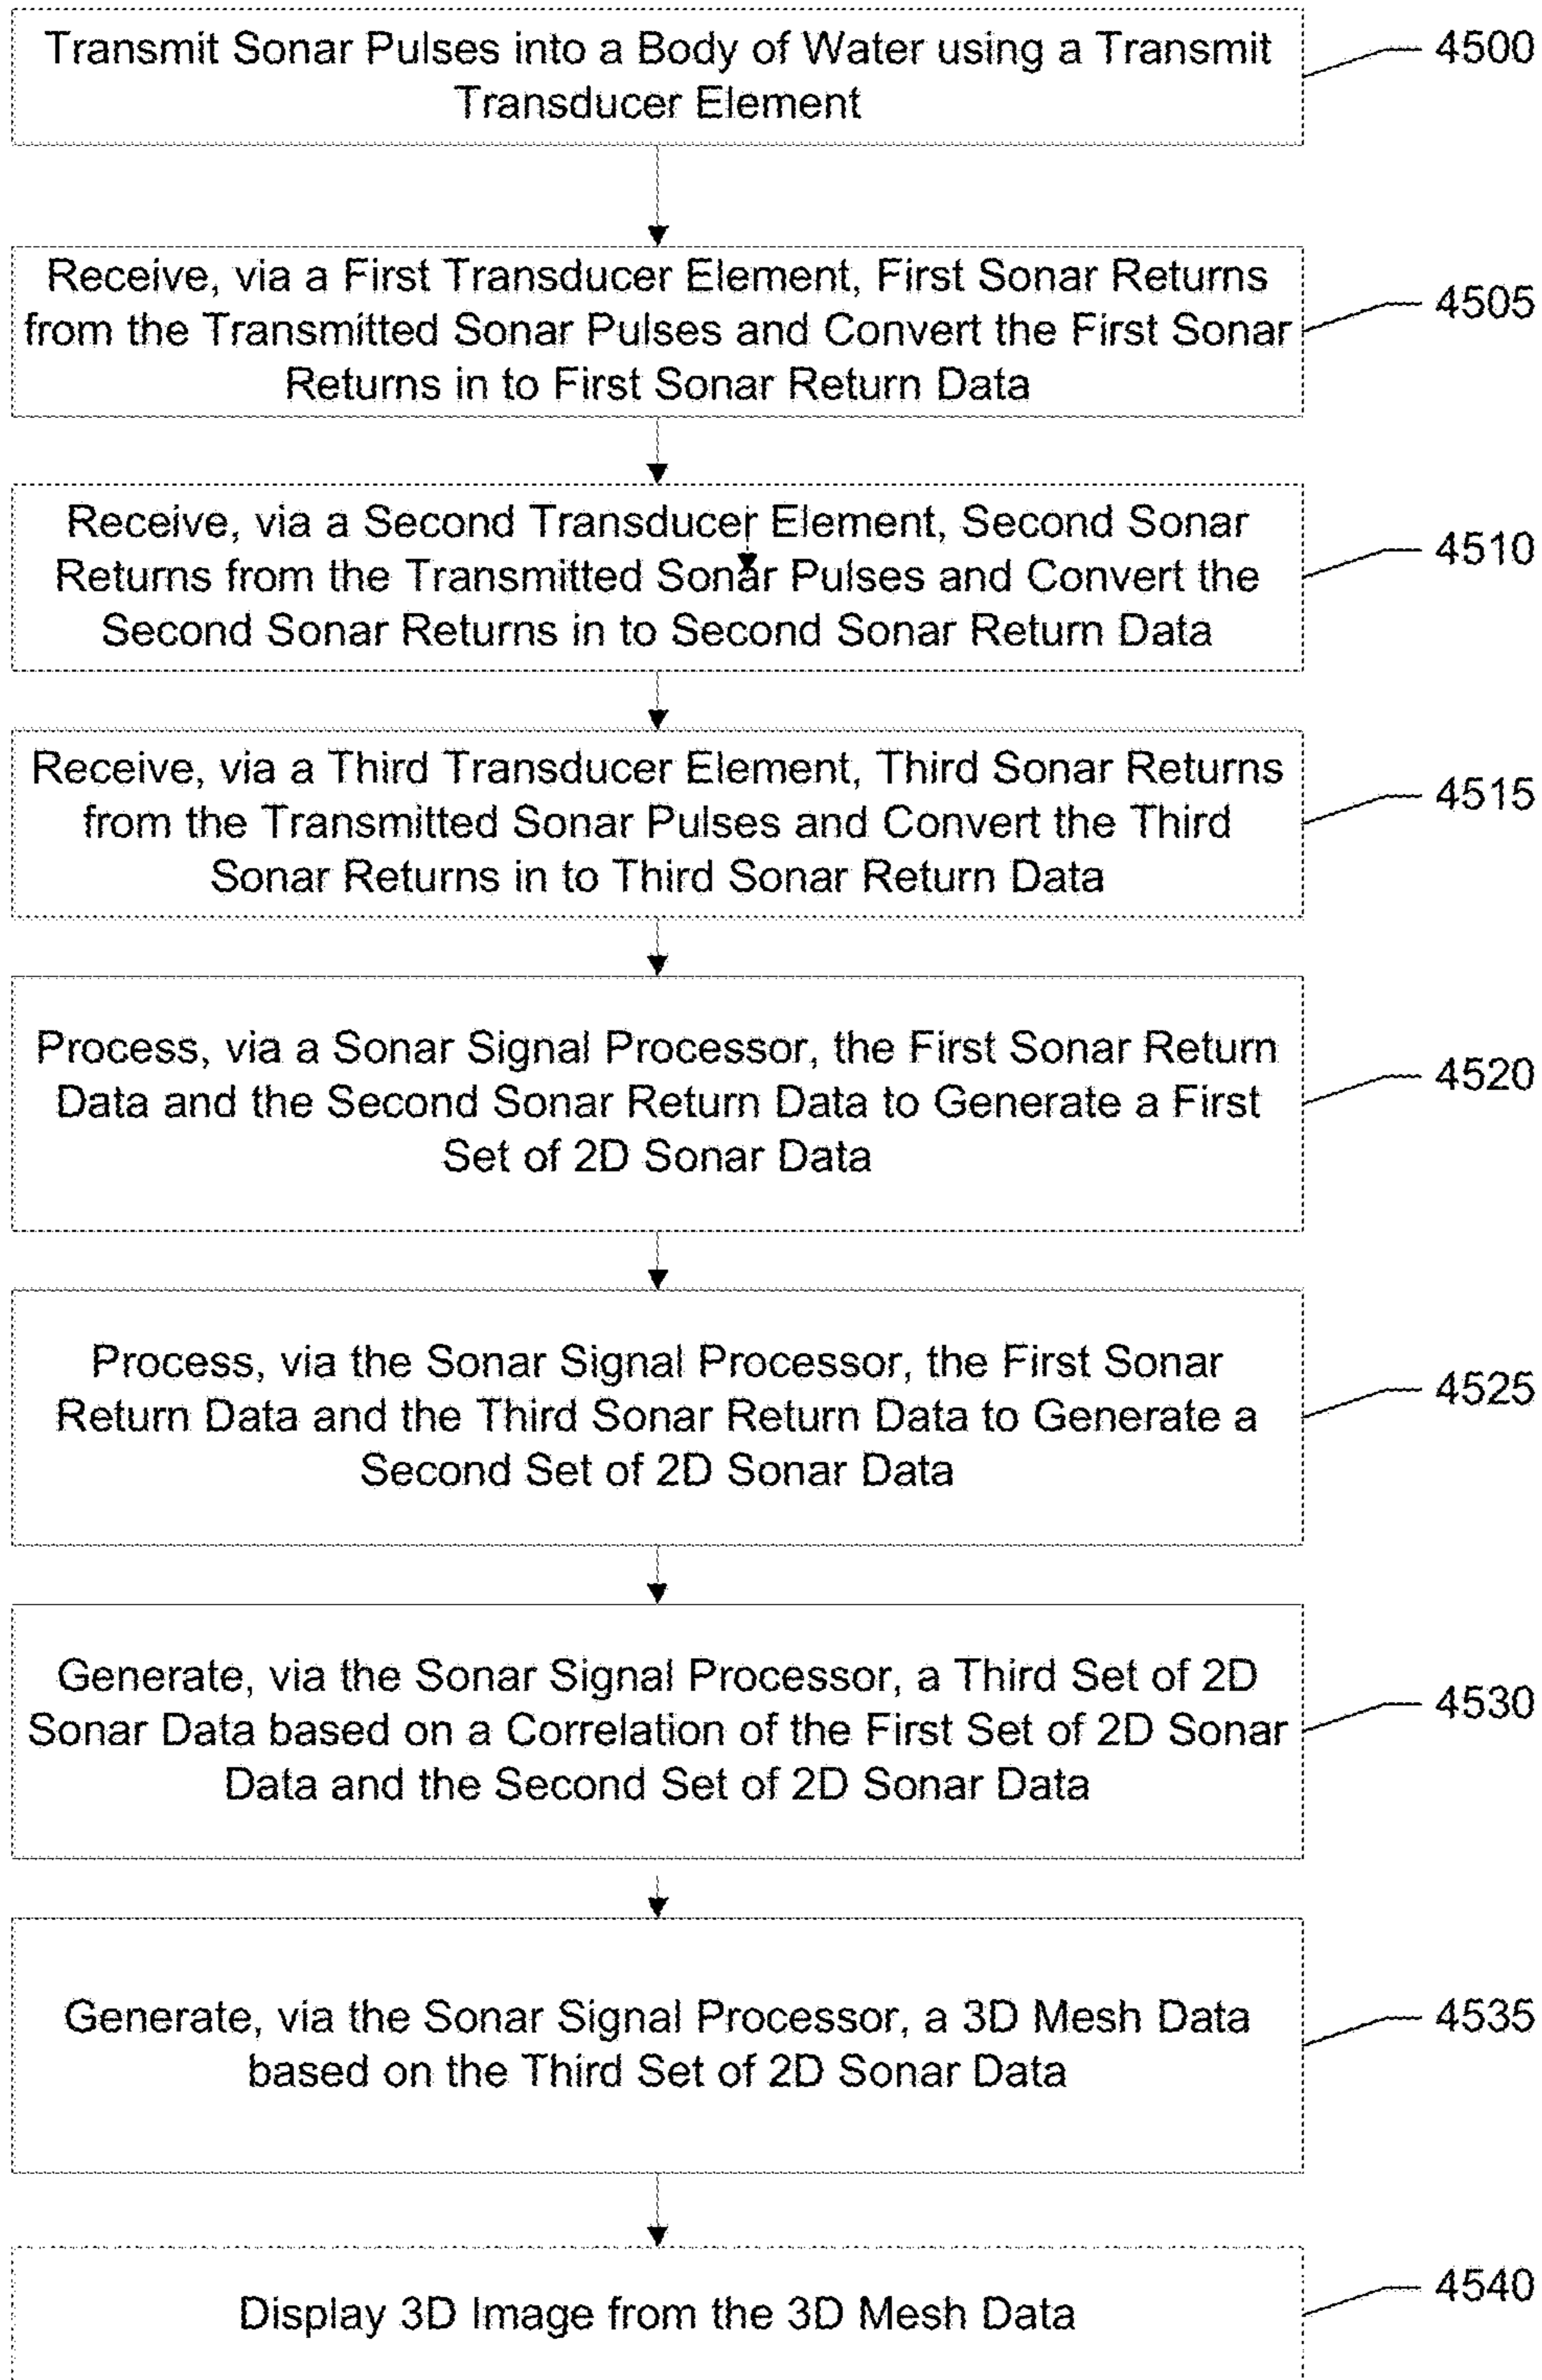 Transmit Sonar Pulses into a Body of Water using a Transmit
Transducer Element
4500
Receive, via a First Transducer Element, First Sonar Returns
from the Transmitted Sonar Pulses and Convert the First Sonar
Returns in to First Sonar Return Data
4505
Receive, via a Second Transducer Element, Second Sonar
Returns from the Transmitted Sonar Pulses and Convert the
Second Sonar Returns in to Second Sonar Return Data
4510
Receive, via a Third Transducer Element, Third Sonar Returns
from the Transmitted Sonar Pulses and Convert the Third
Sonar Returns in to Third Sonar Return Data
4515
Process, via a Sonar Signal Processor, the First Sonar Return
Data and the Second Sonar Return Data to Generate a First
Set of 2D Sonar Data
4520
Process, via the Sonar Signal Processor, the First Sonar
Return Data and the Third Sonar Return Data to Generate a
Second Set of 2D Sonar Data
4525
Generate, via the Sonar Signal Processor, a Third Set of 2D
Sonar Data based on a Correlation of the First Set of 2D Sonar
Data and the Second Set of 2D Sonar Data
4530
Generate, via the Sonar Signal Processor, a 3D Mesh Data
based on the Third Set of 2D Sonar Data
4535
Display 3D Image from the 3D Mesh Data
4540